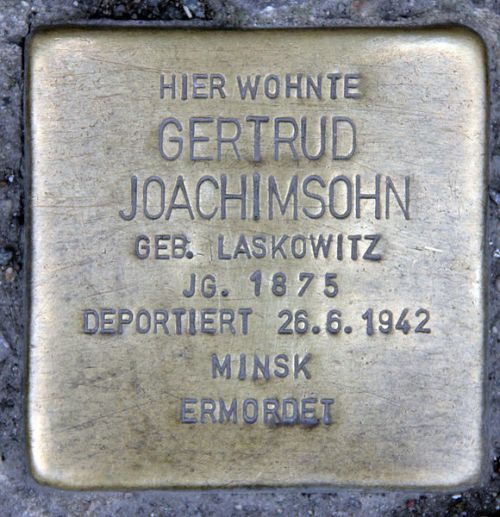 HIER WOHNTE
GERTRUD
JOACHIMSOHN
GEB. LASKOWITZ
JG. 1875
DEPORTIERT 26.6.1942
MINSK
ERMORDET